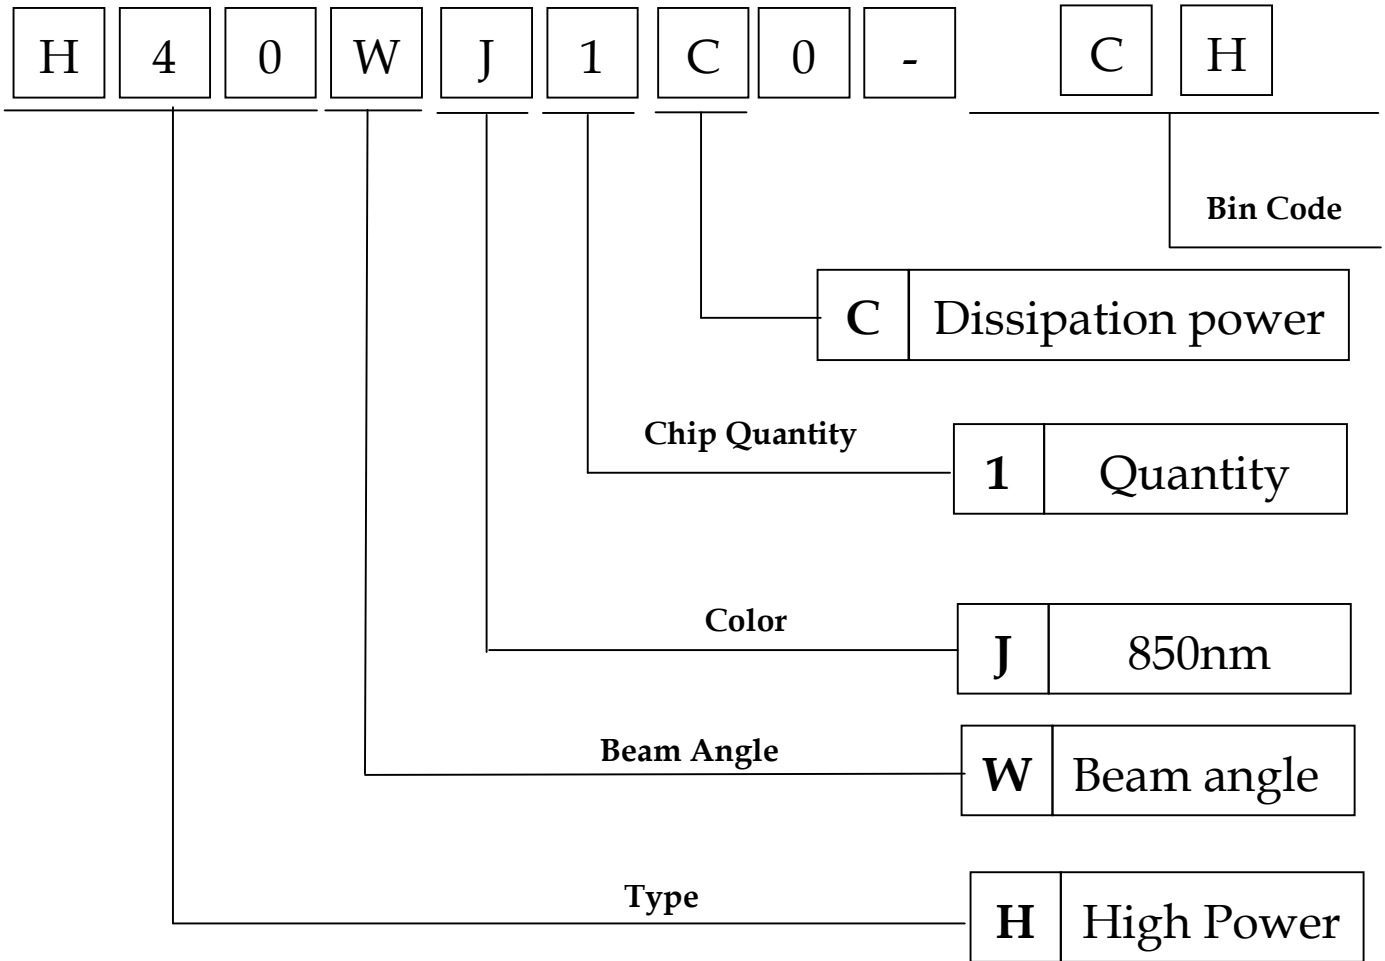 H 4 0 W J 1 C 0 - C H
Bin Code
C Dissipation power
Chip Quantity
1 Quantity
Color
J 850nm
Beam Angle
W Beam angle
Type
H High Power